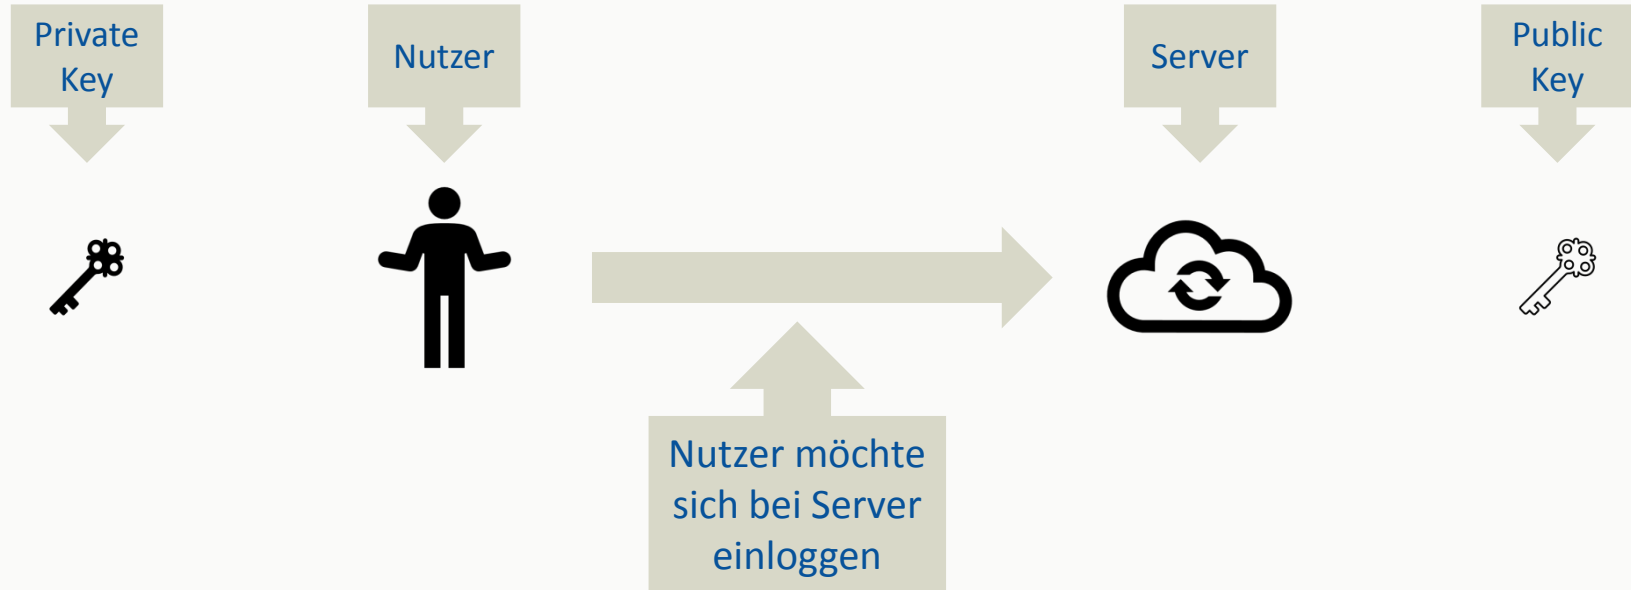 Private
Key
Nutzer
Server
Public
Key
Nutzer möchte
sich bei Server
einloggen